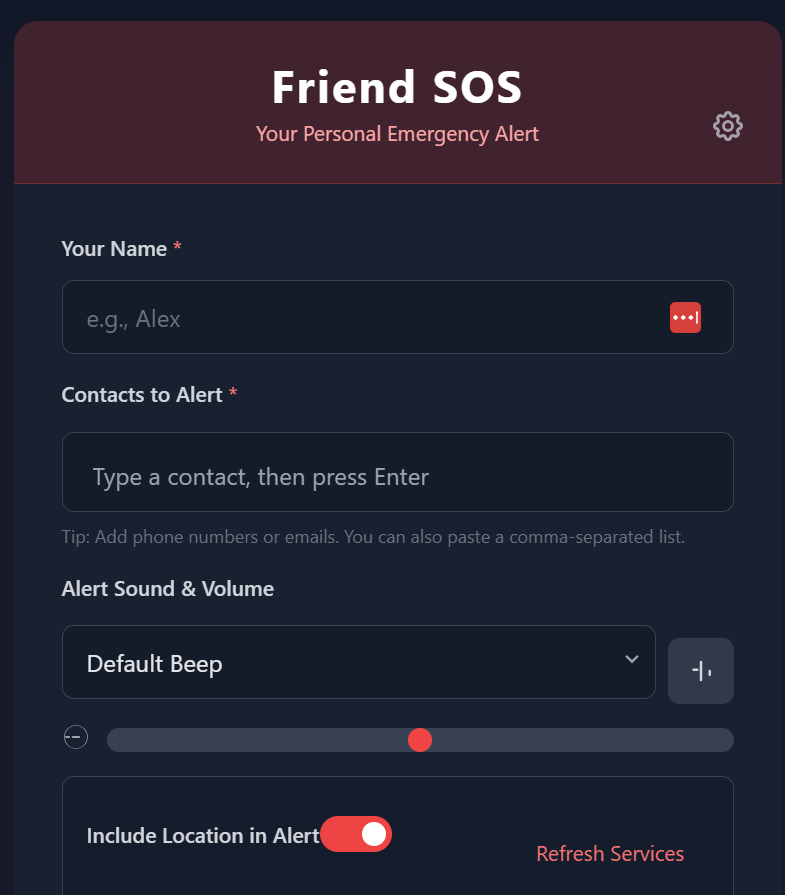 Friend SOS
Your Personal Emergency Alert
Your Name *
e.g., Alex
Contacts to Alert *
Type a contact, then press Enter
Tip: Add phone numbers or emails. You can also paste a comma-separated list.
Alert Sound & Volume
Default Beep
Include Location in Alert
Refresh Services